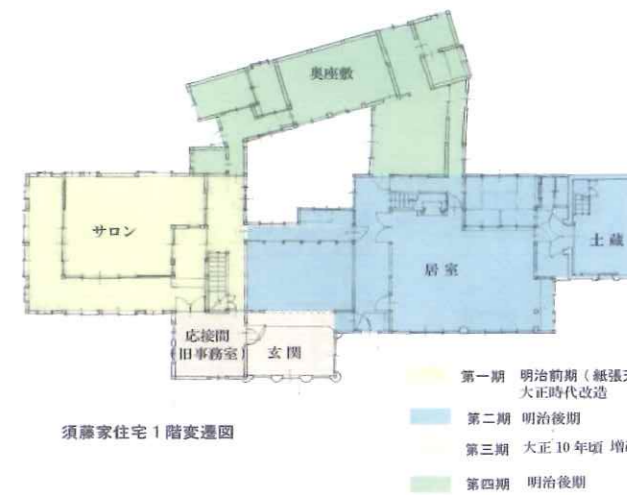 奥座敷
サロン
居室
土蔵
応接間
(旧事務室)
玄関
第一期 明治前期(紙張
大正時代改造
第二期 明治後期
第三期 大正10年頃 増
第四期 明治後期
須藤家住宅1階変遷図